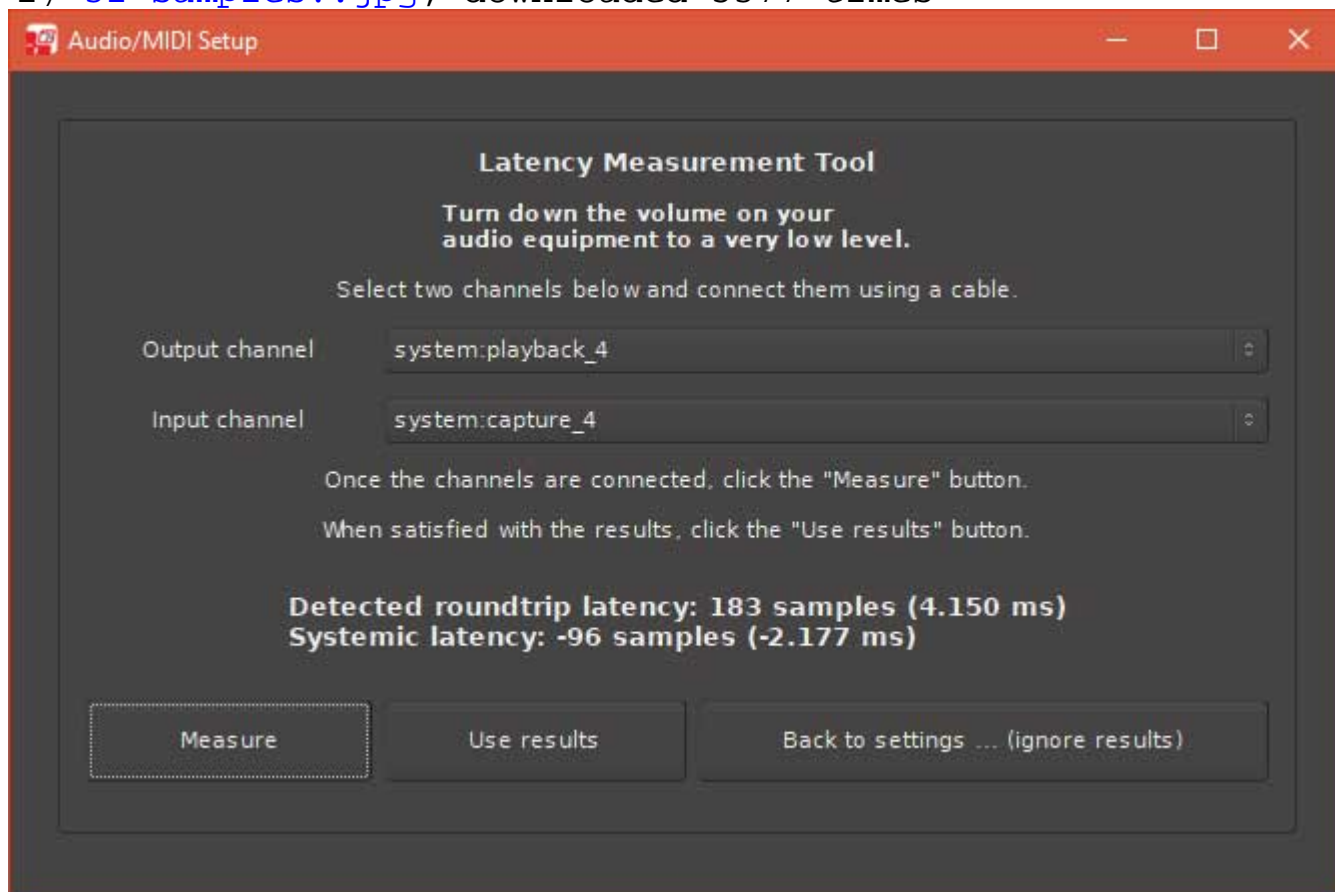 Audio/MIDI Setup
Latency Measurement Tool
Turn down the volume on your
audio equipment to a very low level.
Select two channels below and connect them using a cable.
Output channel system:playback_4
Input channel system:capture_4
Once the channels are connected, click the "Measure" button.
When satisfied with the results, click the "Use results" button.
Detected roundtrip latency: 183 samples (4.150 ms)
Systemic latency: -96 samples (-2.177 ms)
Measure Use results Back to settings ... (ignore results)